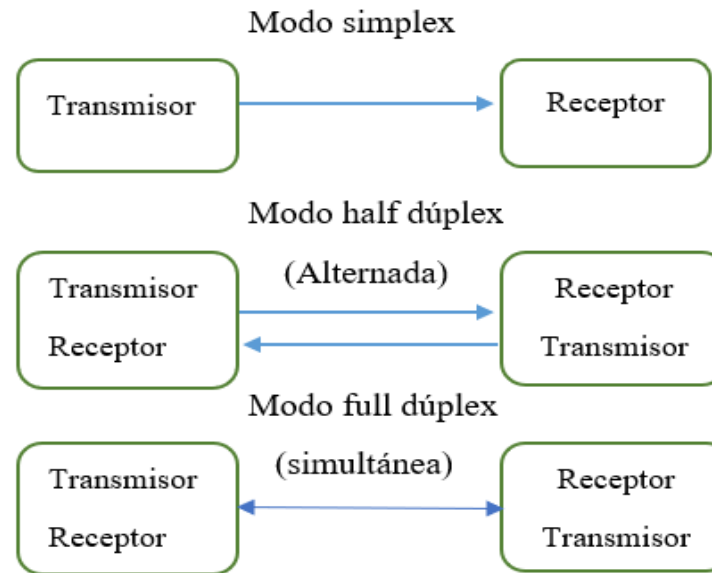 Modo simplex
Transmisor
Receptor
Modo half dúplex
(Alternada)
Transmisor
Receptor
Receptor
Transmisor
Modo full dúplex
(simultánea)
Transmisor
Receptor
Receptor
Transmisor